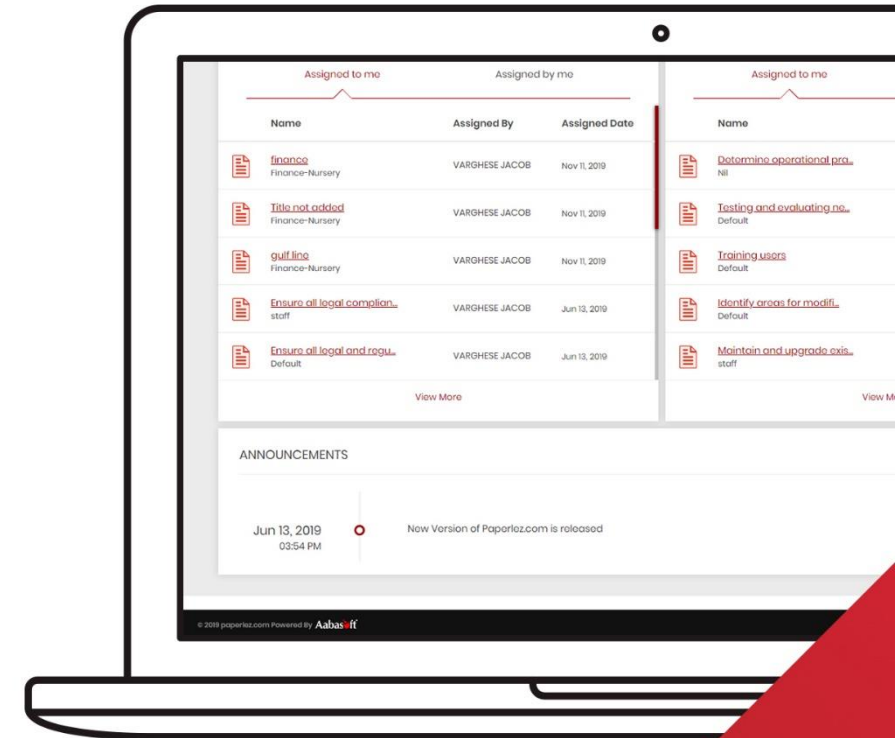 Assigned to me Assigned by me
Name Assigned By Assigned Date
finance VARGHESE JACOB Nov 11, 2019
Finance-Nursery
Title not added VARGHESE JACOB Nov 11, 2019
Finance-Nursery
gulf line VARGHESE JACOB Nov 11, 2019
Finance-Nursery
Ensure all legal complian... VARGHESE JACOB Jun 13, 2019
staff
Ensure all legal and regu... VARGHESE JACOB Jun 13, 2019
Default
View More
Assigned to me
Name
Determine operational pra...
Nil
Testing and evaluating ne...
Default
Training users
Default
Identify areas for modifi...
Default
Maintain and upgrade exis...
staff
View M
ANNOUNCEMENTS
Jun 13, 2019 New Version of Paperlez.com is released
03:54 PM
© 2019 paperlez.com Powered By Aabasoft